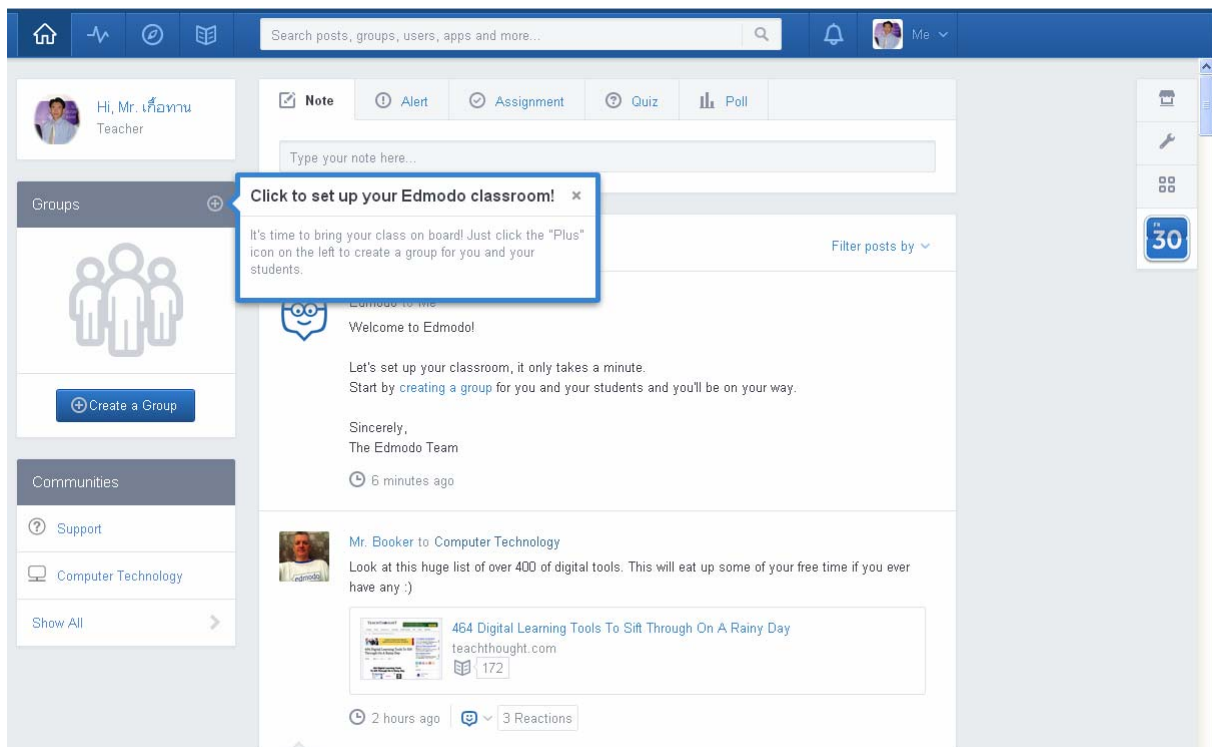 Search posts, groups, users, apps and more...
Me
Hi, Mr. เกื้อทาน
Teacher
Note
Alert
Assignment
Quiz
Poll
Type your note here...
Groups
Click to set up your Edmodo classroom! ×
It's time to bring your class on board! Just click the "Plus"
icon on the left to create a group for you and your
students.
Filter posts by
30
Edmodo to Me
Welcome to Edmodo!
Let's set up your classroom, it only takes a minute.
Start by creating a group for you and your students and you'll be on your way.
Sincerely,
The Edmodo Team
6 minutes ago
Create a Group
Communities
Support
Computer Technology
Show All
Mr. Booker to Computer Technology
Look at this huge list of over 400 of digital tools. This will eat up some of your free time if you ever
have any :)
464 Digital Learning Tools To Sift Through On A Rainy Day
teachthought.com
172
2 hours ago
3 Reactions